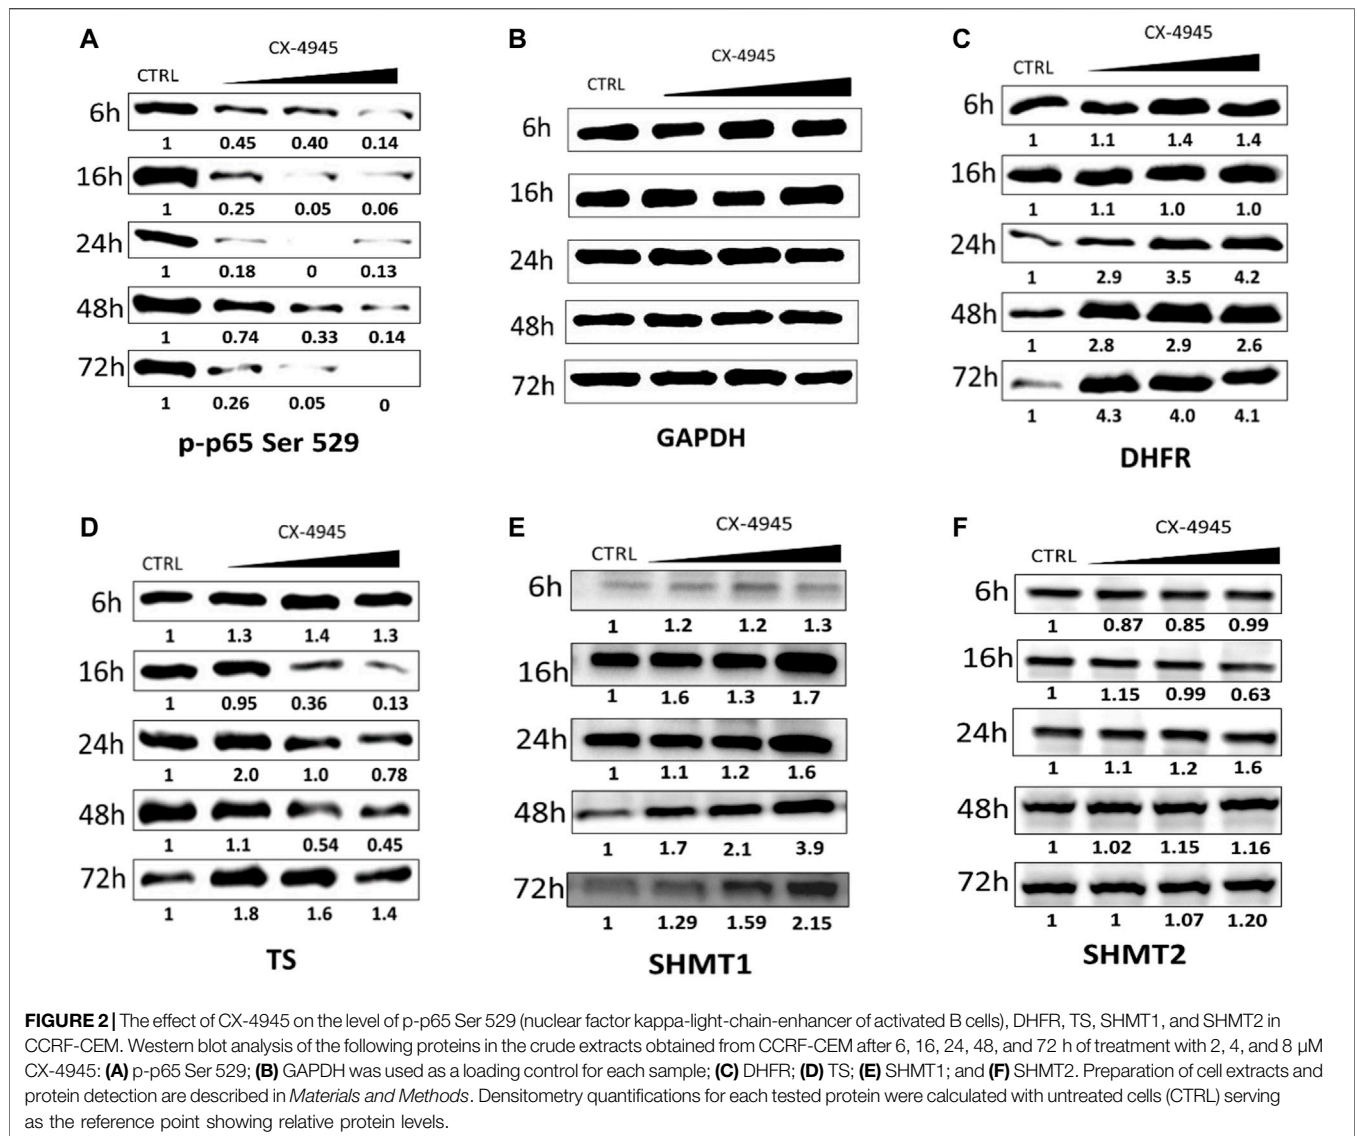 A
CX-4945
CTRL
6h
1 0.45 0.40 0.14
16h
1 0.25 0.05 0.06
24h
1 0.18 0 0.13
48h
1 0.74 0.33 0.14
72h
1 0.26 0.05 0
p-p65 Ser 529
B
CX-4945
CTRL
6h
16h
24h
48h
72h
GAPDH
C
CX-4945
CTRL
6h
1 1.1 1.4 1.4
16h
1 1.1 1.0 1.0
24h
1 2.9 3.5 4.2
48h
1 2.8 2.9 2.6
72h
1 4.3 4.0 4.1
DHFR
D
CX-4945
CTRL
6h
1 1.3 1.4 1.3
16h
1 0.95 0.36 0.13
24h
1 2.0 1.0 0.78
48h
1 1.1 0.54 0.45
72h
1 1.8 1.6 1.4
TS
E
CX-4945
CTRL
6h
1 1.2 1.2 1.3
16h
1 1.6 1.3 1.7
24h
1 1.1 1.2 1.6
48h
1 1.7 2.1 3.9
72h
1 1.29 1.59 2.15
SHMT1
F
CX-4945
CTRL
6h
1 0.87 0.85 0.99
16h
1 1.15 0.99 0.63
24h
1 1.1 1.2 1.6
48h
1 1.02 1.15 1.16
72h
1 1 1.07 1.20
SHMT2
FIGURE 2 | The effect of CX-4945 on the level of p-p65 Ser 529 (nuclear factor kappa-light-chain-enhancer of activated B cells), DHFR, TS, SHMT1, and SHMT2 in
CCRF-CEM. Western blot analysis of the following proteins in the crude extracts obtained from CCRF-CEM after 6, 16, 24, 48, and 72 h of treatment with 2, 4, and 8 μM
CX-4945: (A) p-p65 Ser 529; (B) GAPDH was used as a loading control for each sample; (C) DHFR; (D) TS; (E) SHMT1; and (F) SHMT2. Preparation of cell extracts and
protein detection are described in Materials and Methods. Densitometry quantifications for each tested protein were calculated with untreated cells (CTRL) serving
as the reference point showing relative protein levels.